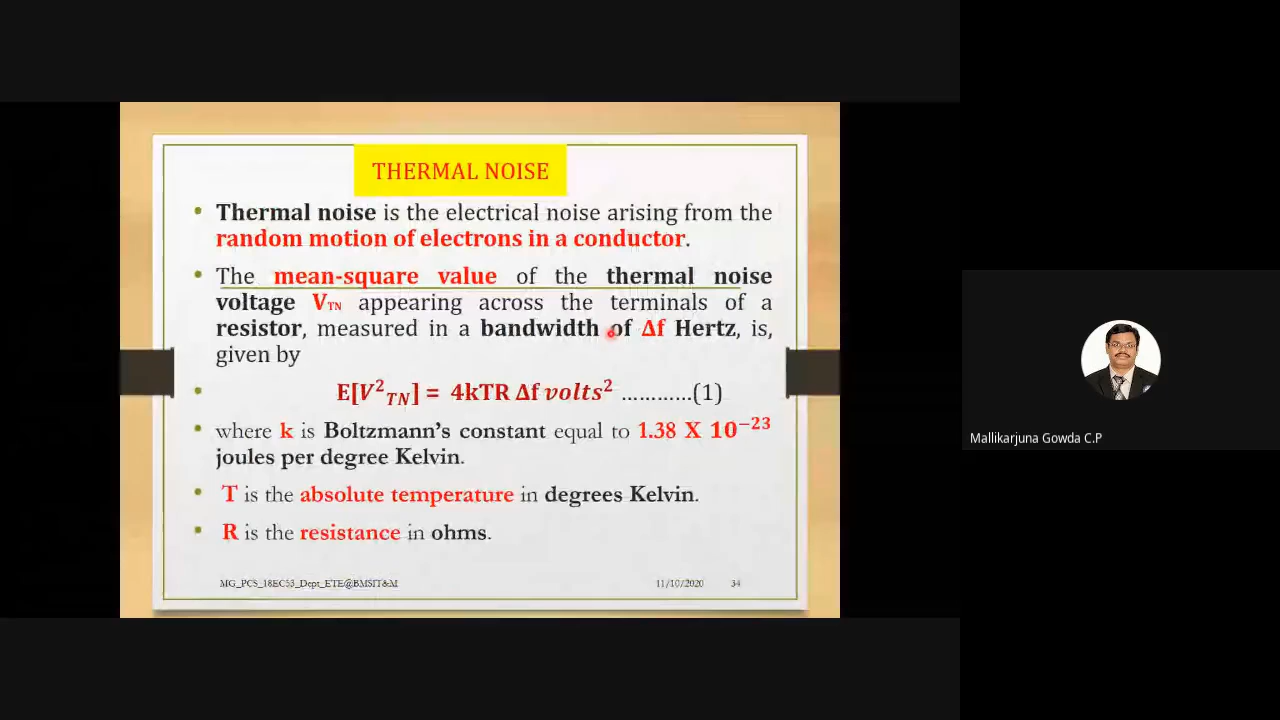 THERMAL NOISE
• Thermal noise is the electrical noise arising from the
random motion of electrons in a conductor.
• The mean-square value of the thermal noise
voltage V_TN appearing across the terminals of a
resistor, measured in a bandwidth of Δf Hertz, is,
given by
• E[V²_TN] = 4kTR Δf volts² …………(1)
• where k is Boltzmann's constant equal to 1.38 X 10⁻²³
joules per degree Kelvin.
• T is the absolute temperature in degrees Kelvin.
• R is the resistance in ohms.
MG_PCS_18EC53_Dept_ETE@BMSIT&M 11/10/2020 34
Mallikarjuna Gowda C.P